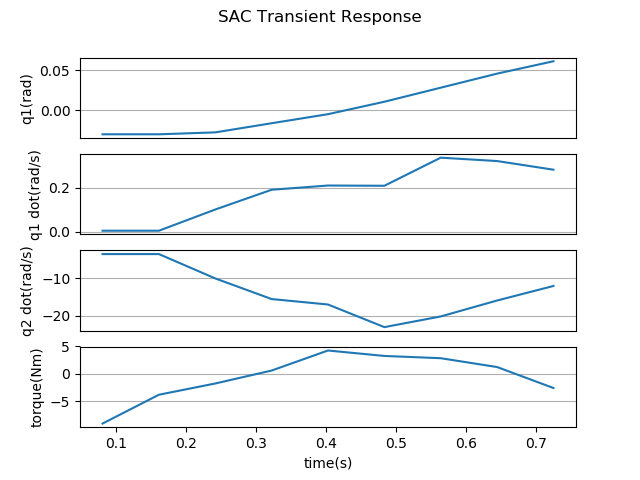 SAC Transient Response
0.05
0.00
q1(rad)
0.2
0.0
q1 dot(rad/s)
−10
−20
q2 dot(rad/s)
5
0
−5
torque(Nm)
0.1 0.2 0.3 0.4 0.5 0.6 0.7
time(s)